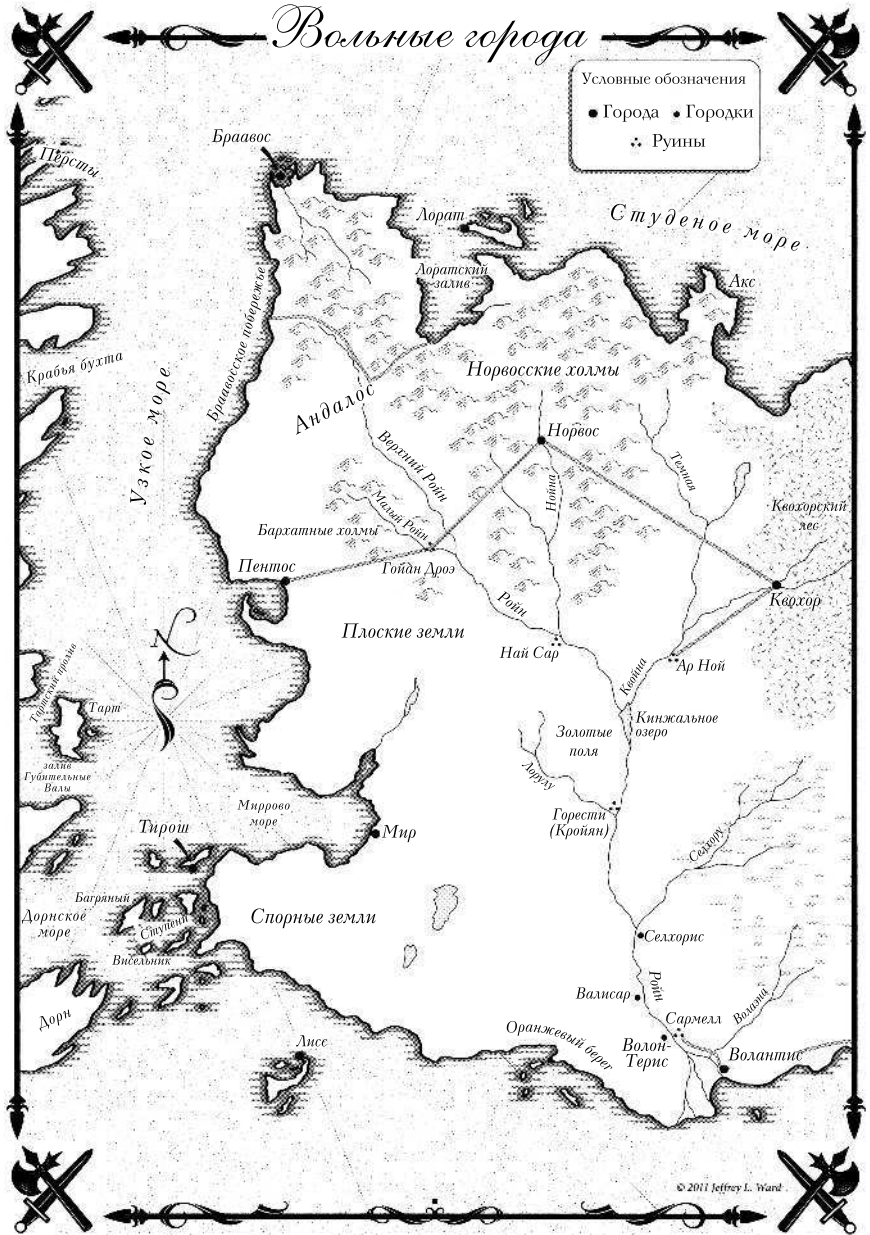 Вольные города
Условные обозначения
Города
Городки
Руины
Браавос
Персты
Лорат
Студеное море
Лоратский
залив
Акс
Браавосское побережье
Крабья бухта
Узкое море
Норвосские холмы
Андалос
Норвос
Верхний Ройн
Темная
Нойна
Малый Ройн
Квохорский
лес
Бархатные холмы
Пентос
Гойан Дроэ
Квохор
Ройн
Плоские земли
Най Сар
Ар Ной
Квойна
N
Тартский пролив
Тарт
Кинжальное
озеро
Золотые
поля
Лорулу
залив
Губительные
Валы
Миррово
море
Горести
(Кройян)
Тирош
Мир
Селхору
Багряный
Дорнское
море
Ступени
Спорные земли
Селхорис
Висельник
Валисар
Ройн
Волаэна
Дорн
Сармелл
Оранжевый берег
Лисс
Волон-
Терис
Волантис
© 2011 Jeffrey L. Ward